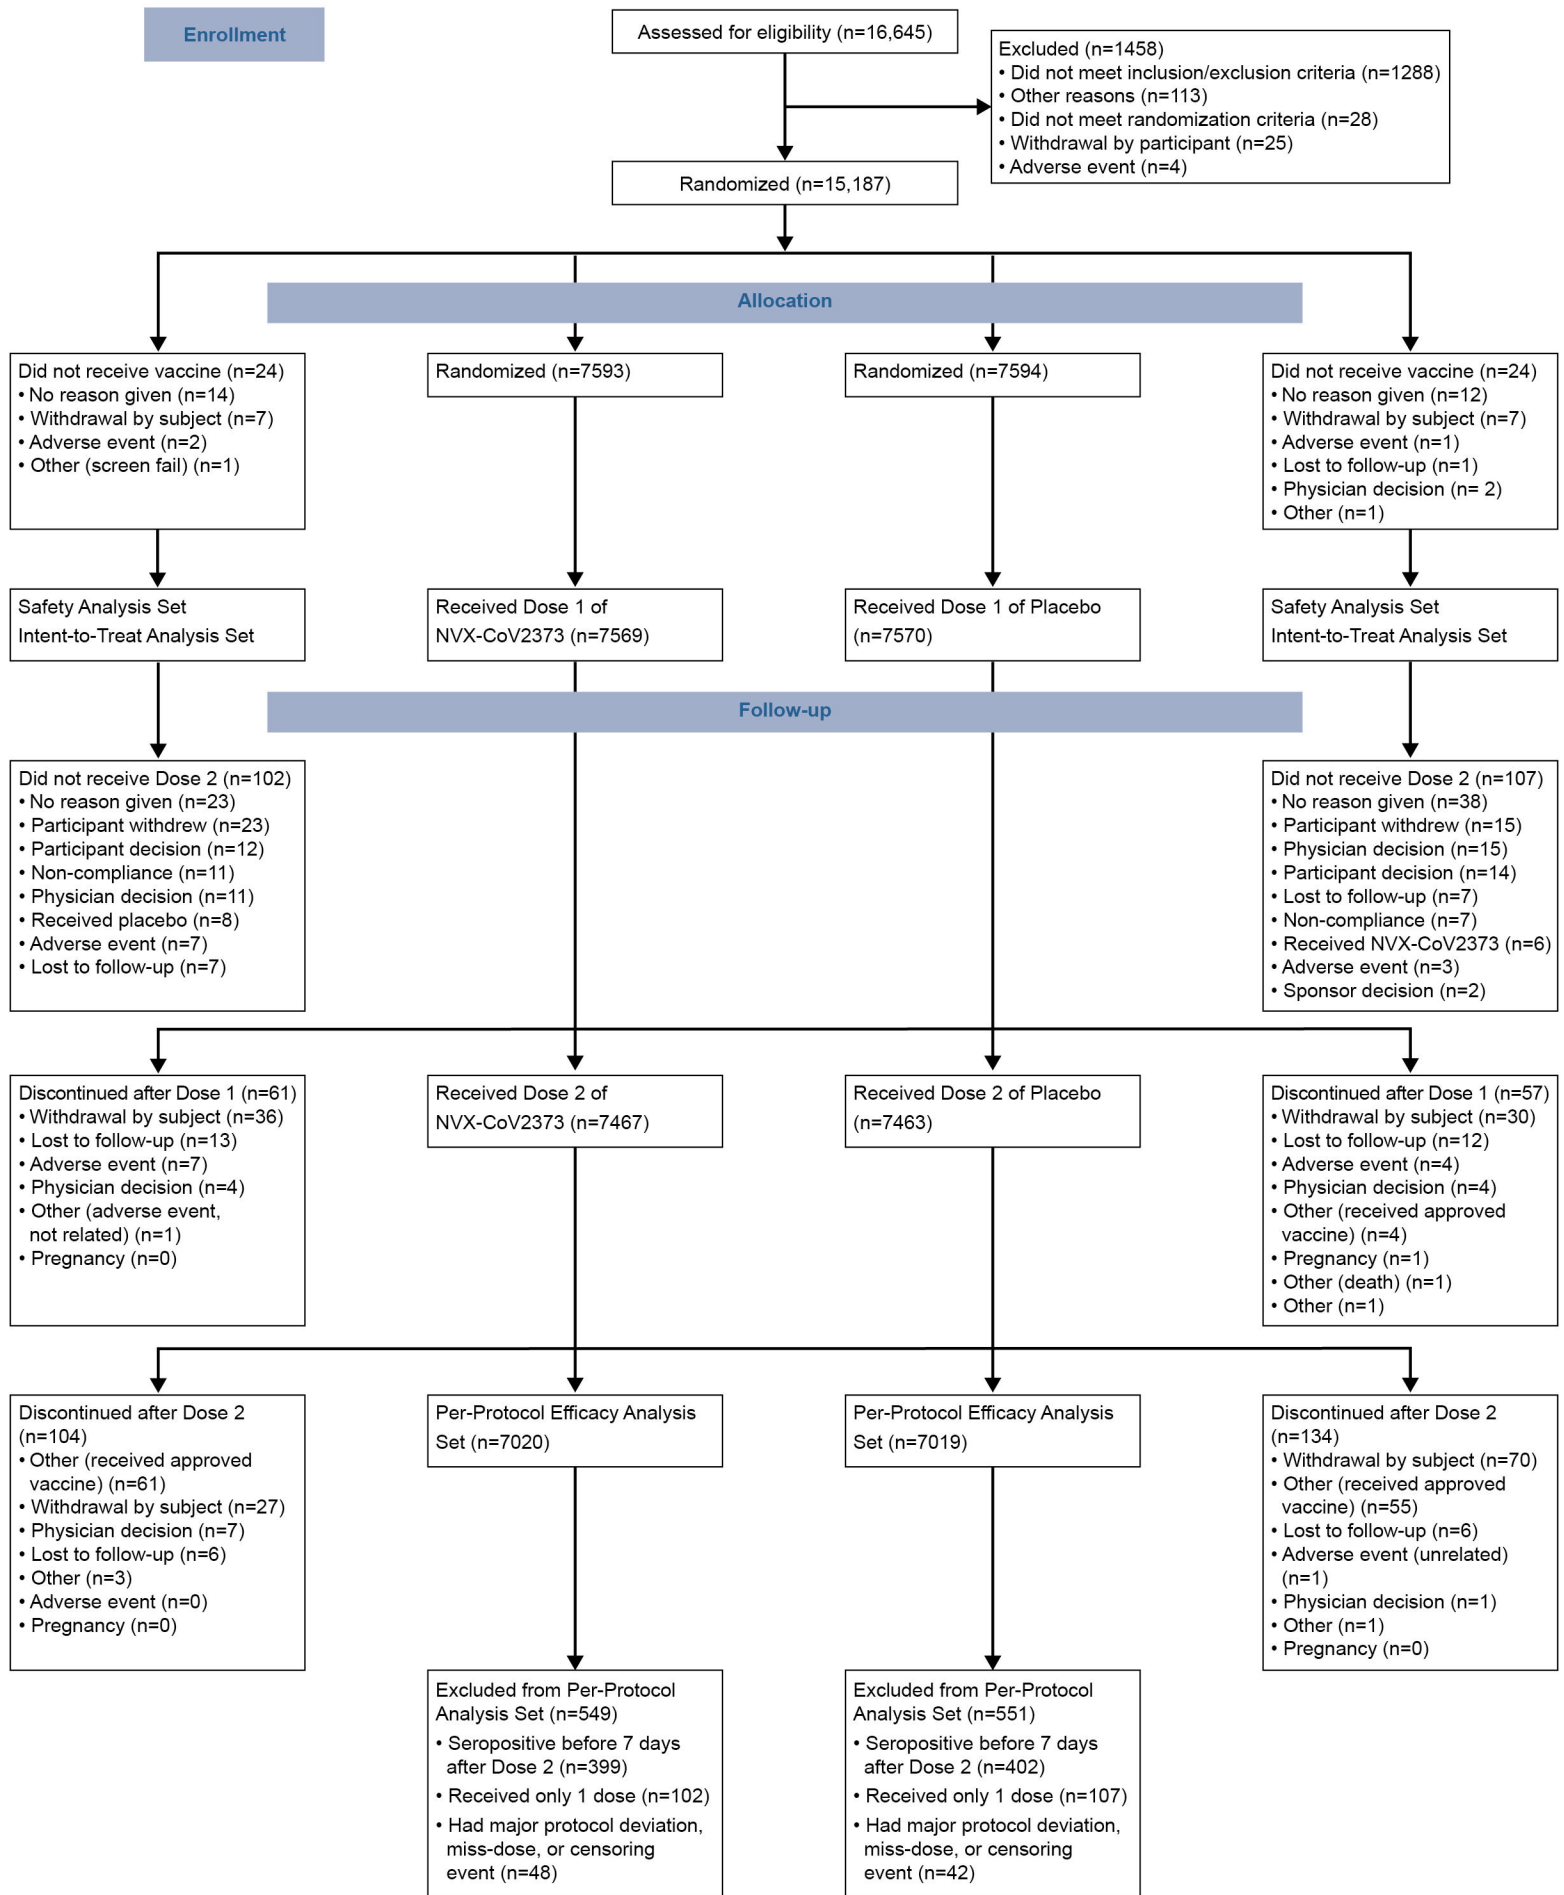 Enrollment
Assessed for eligibility (n=16,645)
Excluded (n=1458)
• Did not meet inclusion/exclusion criteria (n=1288)
• Other reasons (n=113)
• Did not meet randomization criteria (n=28)
• Withdrawal by participant (n=25)
• Adverse event (n=4)
Randomized (n=15,187)
Allocation
Did not receive vaccine (n=24)
• No reason given (n=14)
• Withdrawal by subject (n=7)
• Adverse event (n=2)
• Other (screen fail) (n=1)
Randomized (n=7593)
Randomized (n=7594)
Did not receive vaccine (n=24)
• No reason given (n=12)
• Withdrawal by subject (n=7)
• Adverse event (n=1)
• Lost to follow-up (n=1)
• Physician decision (n= 2)
• Other (n=1)
Safety Analysis Set
Intent-to-Treat Analysis Set
Received Dose 1 of
NVX-CoV2373 (n=7569)
Received Dose 1 of Placebo
(n=7570)
Safety Analysis Set
Intent-to-Treat Analysis Set
Follow-up
Did not receive Dose 2 (n=102)
• No reason given (n=23)
• Participant withdrew (n=23)
• Participant decision (n=12)
• Non-compliance (n=11)
• Physician decision (n=11)
• Received placebo (n=8)
• Adverse event (n=7)
• Lost to follow-up (n=7)
Did not receive Dose 2 (n=107)
• No reason given (n=38)
• Participant withdrew (n=15)
• Physician decision (n=15)
• Participant decision (n=14)
• Lost to follow-up (n=7)
• Non-compliance (n=7)
• Received NVX-CoV2373 (n=6)
• Adverse event (n=3)
• Sponsor decision (n=2)
Discontinued after Dose 1 (n=61)
• Withdrawal by subject (n=36)
• Lost to follow-up (n=13)
• Adverse event (n=7)
• Physician decision (n=4)
• Other (adverse event,
not related) (n=1)
• Pregnancy (n=0)
Received Dose 2 of
NVX-CoV2373 (n=7467)
Received Dose 2 of Placebo
(n=7463)
Discontinued after Dose 1 (n=57)
• Withdrawal by subject (n=30)
• Lost to follow-up (n=12)
• Adverse event (n=4)
• Physician decision (n=4)
• Other (received approved
vaccine) (n=4)
• Pregnancy (n=1)
• Other (death) (n=1)
• Other (n=1)
Discontinued after Dose 2
(n=104)
• Other (received approved
vaccine) (n=61)
• Withdrawal by subject (n=27)
• Physician decision (n=7)
• Lost to follow-up (n=6)
• Other (n=3)
• Adverse event (n=0)
• Pregnancy (n=0)
Per-Protocol Efficacy Analysis
Set (n=7020)
Per-Protocol Efficacy Analysis
Set (n=7019)
Discontinued after Dose 2
(n=134)
• Withdrawal by subject (n=70)
• Other (received approved
vaccine) (n=55)
• Lost to follow-up (n=6)
• Adverse event (unrelated)
(n=1)
• Physician decision (n=1)
• Other (n=1)
• Pregnancy (n=0)
Excluded from Per-Protocol
Analysis Set (n=549)
• Seropositive before 7 days
after Dose 2 (n=399)
• Received only 1 dose (n=102)
• Had major protocol deviation,
miss-dose, or censoring
event (n=48)
Excluded from Per-Protocol
Analysis Set (n=551)
• Seropositive before 7 days
after Dose 2 (n=402)
• Received only 1 dose (n=107)
• Had major protocol deviation,
miss-dose, or censoring
event (n=42)